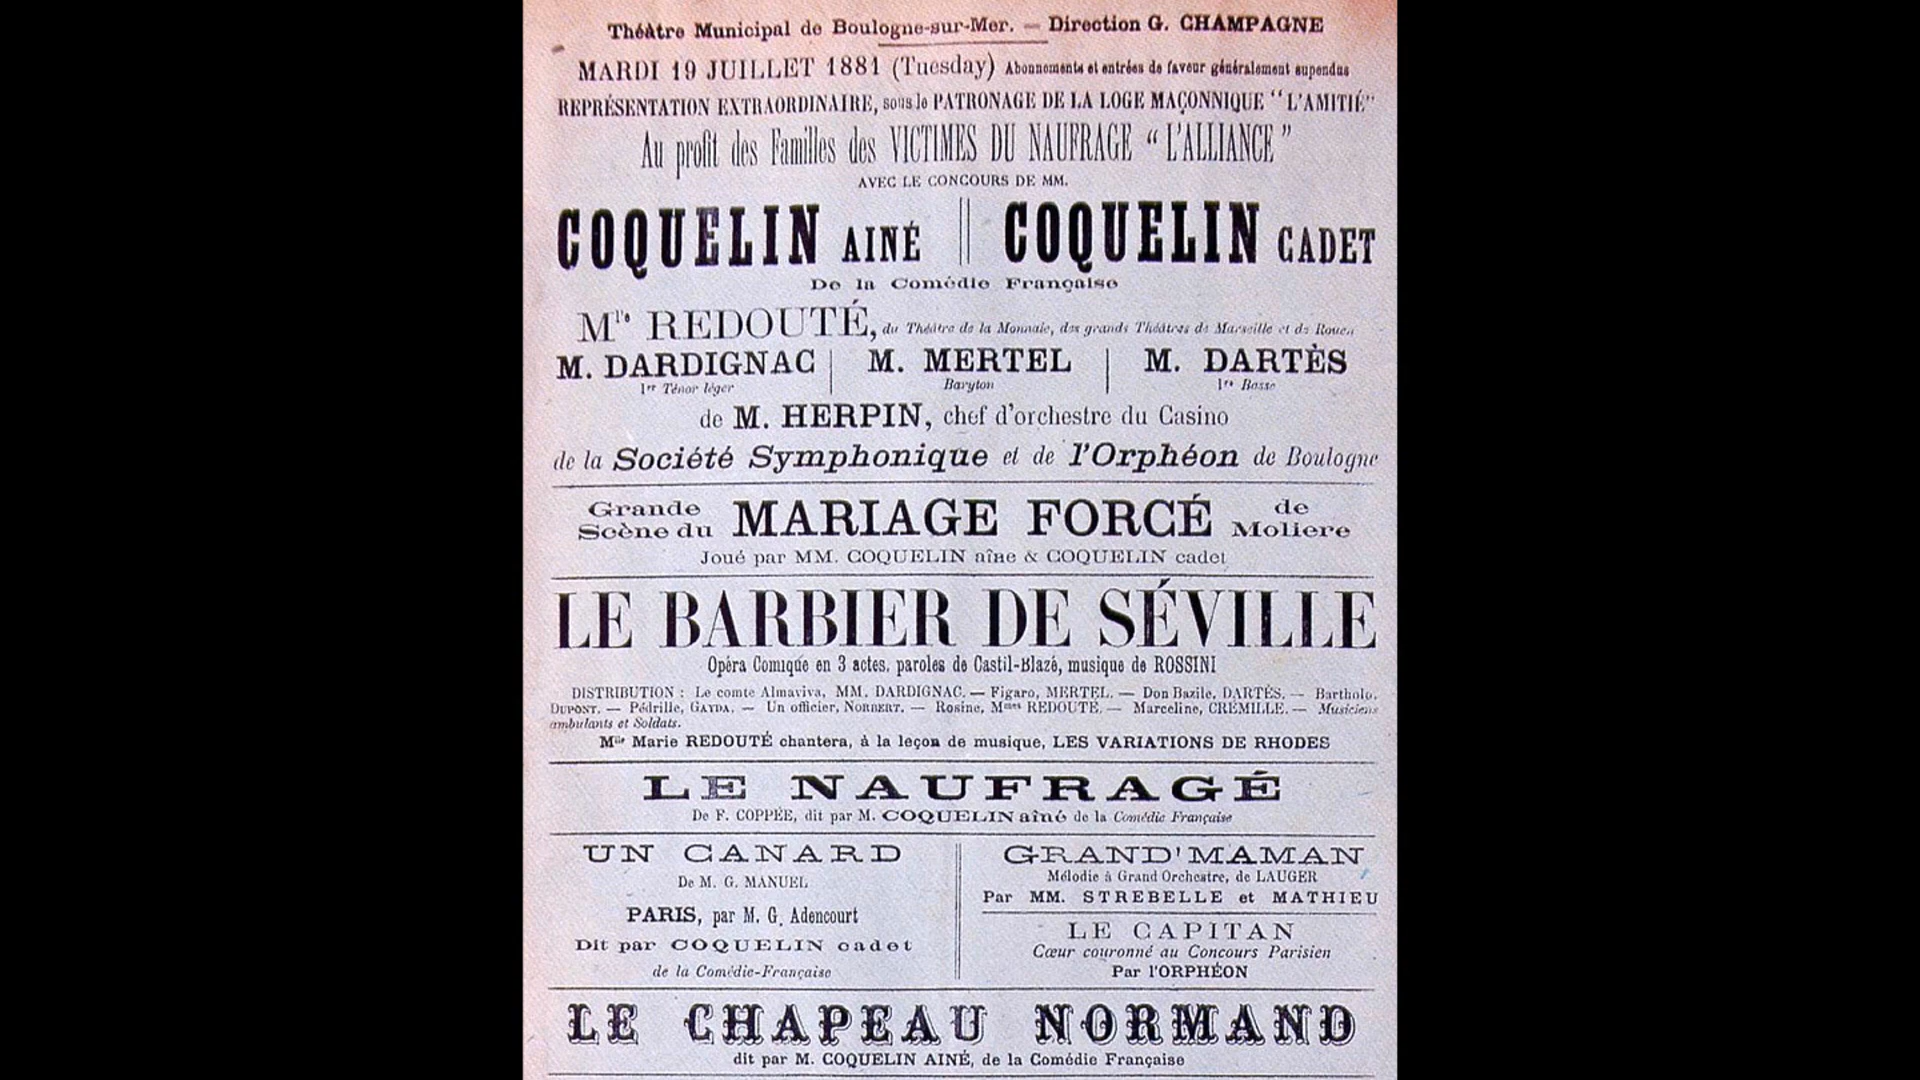 Théâtre Municipal de Boulogne-sur-Mer. — Direction G. CHAMPAGNE
MARDI 19 JUILLET 1881 (Tuesday) Abonnements et entrées de faveur généralement supendus
REPRÉSENTATION EXTRAORDINAIRE, sous le PATRONAGE DE LA LOGE MAÇONNIQUE "L'AMITIÉ"
Au profit des Familles des VICTIMES DU NAUFRAGE "L'ALLIANCE"
AVEC LE CONCOURS DE MM.
COQUELIN AINÉ || COQUELIN CADET
De la Comédie Française
Mlle REDOUTÉ, du Théâtre de la Monnaie, des grands Théâtres de Marseille et de Rouen
M. DARDIGNAC | M. MERTEL | M. DARTÈS
1er Ténor léger Baryton 1re Basse
de M. HERPIN, chef d'orchestre du Casino
de la Société Symphonique et de l'Orphéon de Boulogne
Grande Scène du MARIAGE FORCÉ de Moliere
Joué par MM. COQUELIN aîne & COQUELIN cadet
LE BARBIER DE SÉVILLE
Opéra Comique en 3 actes, paroles de Castil-Blazé, musique de ROSSINI
DISTRIBUTION : Le comte Almaviva, MM. DARDIGNAC. — Figaro, MERTEL. — Don Bazile, DARTÈS. — Bartholo,
DUPONT. — Pédrille, GAYDA. — Un officier, NORBERT. — Rosine, Mmes REDOUTÉ. — Marceline, CRÉMILLE. — Musiciens
ambulants et Soldats.
Mlle Marie REDOUTÉ chantera, à la leçon de musique, LES VARIATIONS DE RHODES
LE NAUFRAGÉ
De F. COPPÉE, dit par M. COQUELIN aîné de la Comédie Française
UN CANARD
De M. G. MANUEL
PARIS, par M. G. Adencourt
Dit par COQUELIN cadet
de la Comédie-Française
GRAND'MAMAN
Mélodie à Grand Orchestre, de LAUGER
Par MM. STREBELLE et MATHIEU
LE CAPITAN
Cœur couronné au Concours Parisien
Par l'ORPHÉON
LE CHAPEAU NORMAND
dit par M. COQUELIN AINÉ, de la Comédie Française